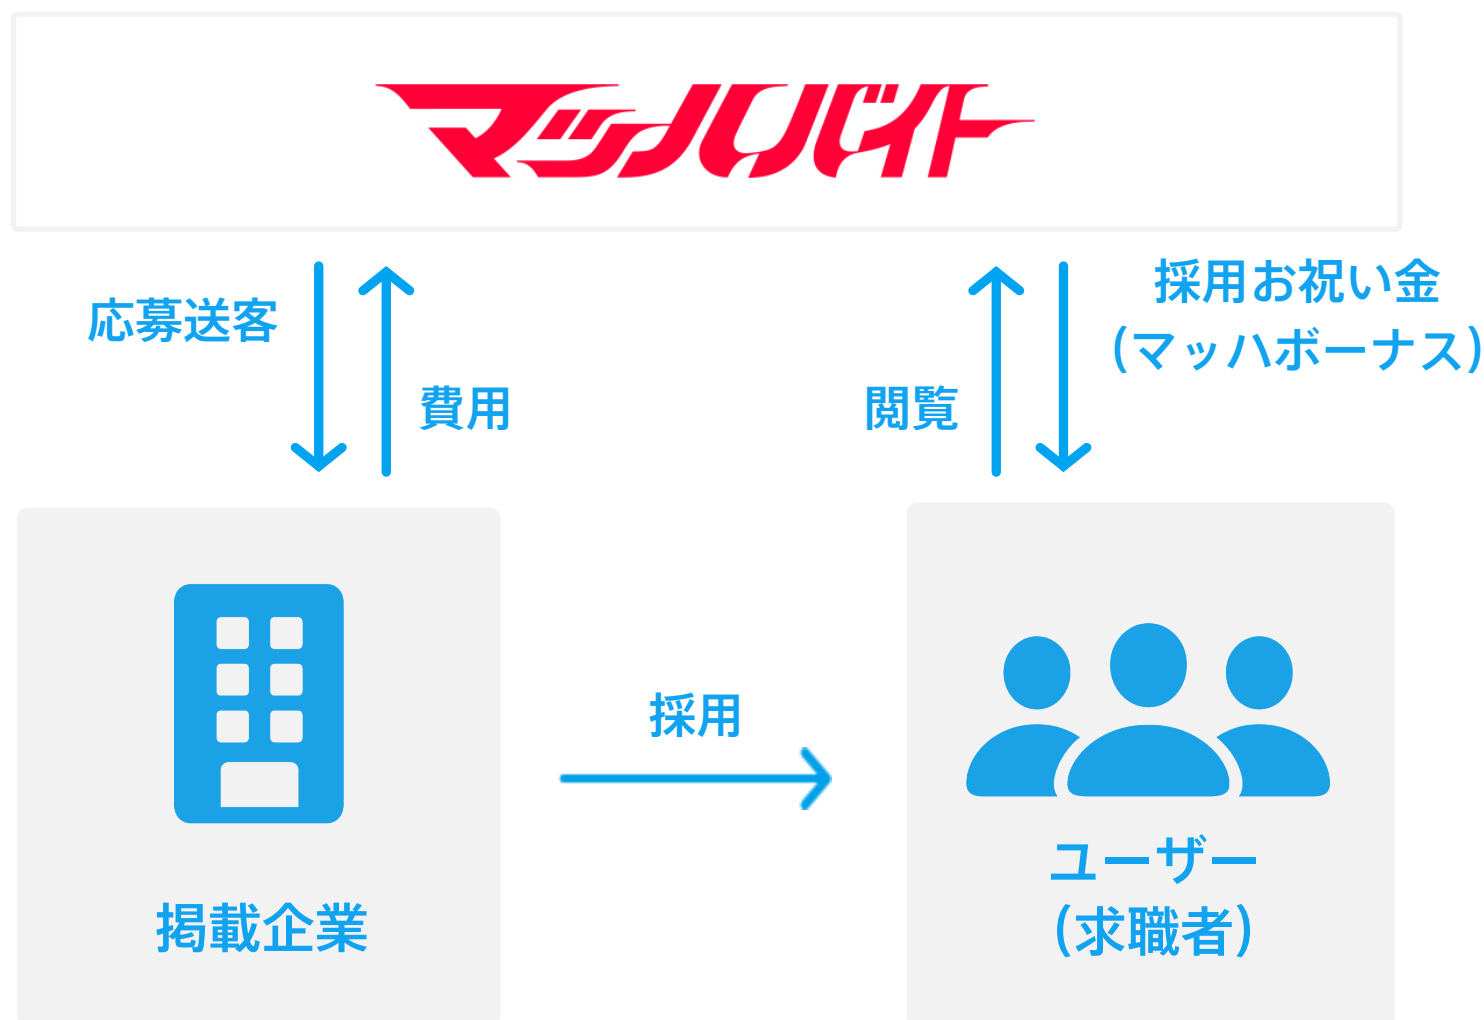 マッハバイト
応募送客
費用
閲覧
採用お祝い金
(マッハボーナス)
採用
掲載企業
ユーザー
(求職者)